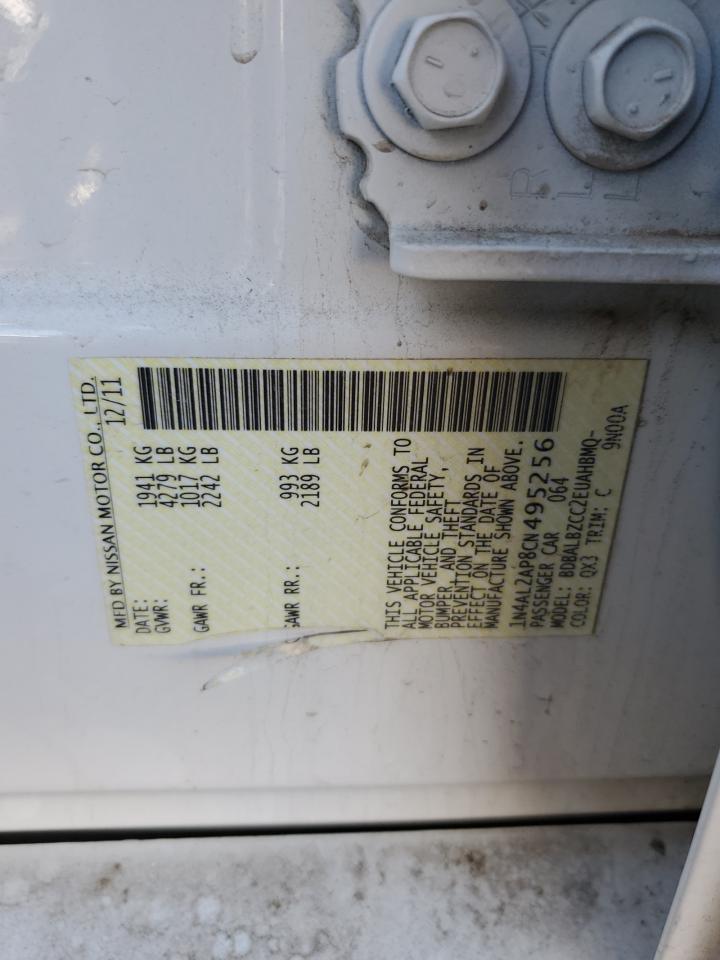 MFD BY NISSAN MOTOR CO., LTD.
DATE: 12/11
GVWR: 1941 KG
4279 LB
GAWR FR.: 1017 KG
2242 LB
GAWR RR.: 993 KG
2189 LB
THIS VEHICLE CONFORMS TO
ALL APPLICABLE FEDERAL
MOTOR VEHICLE SAFETY,
BUMPER, AND THEFT
PREVENTION STANDARDS IN
EFFECT ON THE DATE OF
MANUFACTURE SHOWN ABOVE.
1N4AL2AP8CN495256
PASSENGER CAR 064
MODEL: BDBALBZCC2EUAHBMQ-
COLOR: QX3 TRIM: C 9N00A